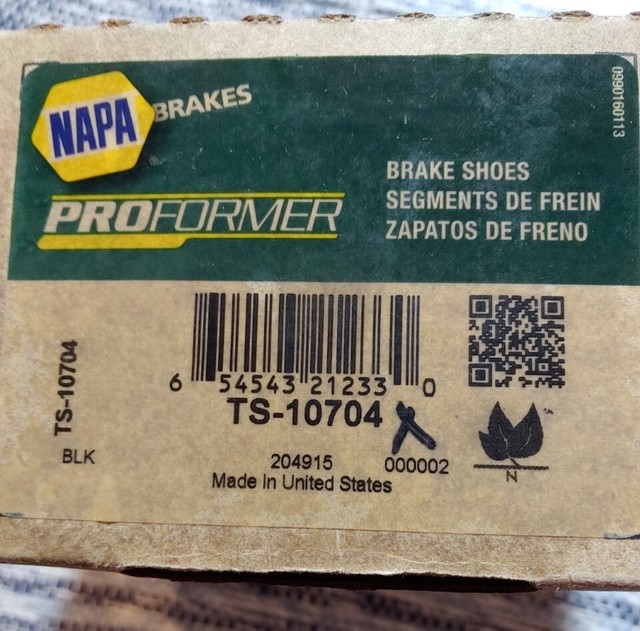 NAPA BRAKES
0990160113
PROFORMER
BRAKE SHOES
SEGMENTS DE FREIN
ZAPATOS DE FRENO
6 54543 21233 0
TS-10704
TS-10704 X
BLK
204915 000002
Made In United States
N